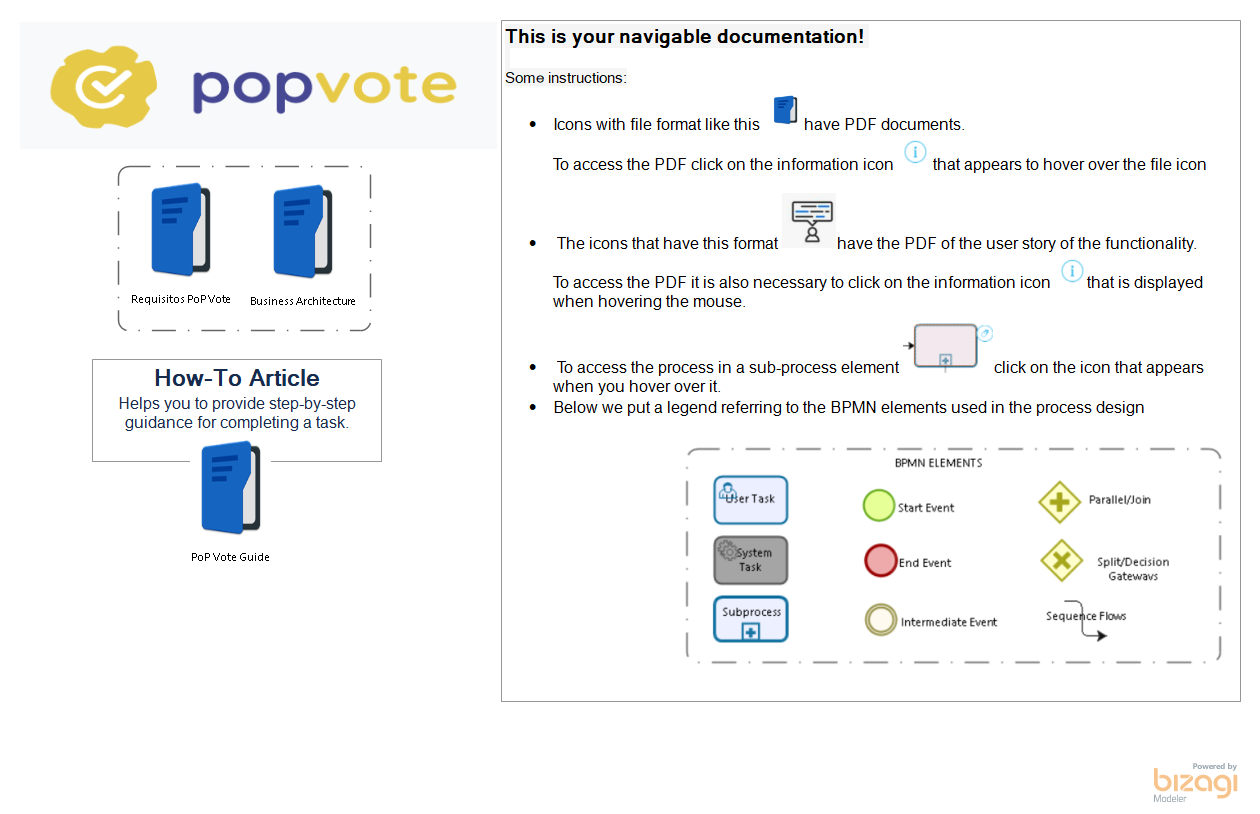 popvote
Requisitos PoPVote
Business Architecture
How-To Article
Helps you to provide step-by-step
guidance for completing a task.
PoP Vote Guide
This is your navigable documentation!
Some instructions:
• Icons with file format like this have PDF documents.
To access the PDF click on the information icon that appears to hover over the file icon
• The icons that have this format have the PDF of the user story of the functionality.
To access the PDF it is also necessary to click on the information icon that is displayed
when hovering the mouse.
• To access the process in a sub-process element click on the icon that appears
when you hover over it.
• Below we put a legend referring to the BPMN elements used in the process design
BPMN ELEMENTS
User Task
Start Event
Parallel/Join
System
Task
End Event
Split/Decision
Gateways
Subprocess
Intermediate Event
Sequence Flows
Powered by
bizagi
Modeler